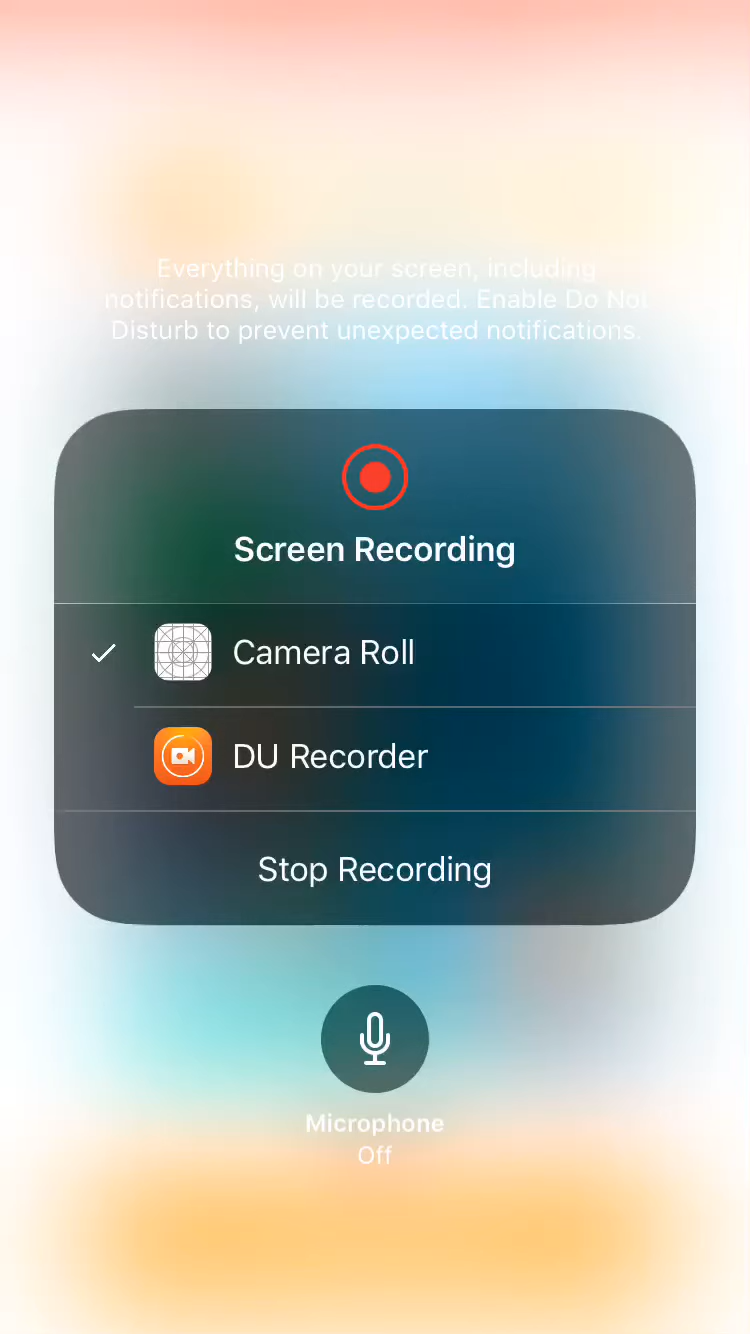 Everything on your screen, including
notifications, will be recorded. Enable Do Not
Disturb to prevent unexpected notifications.
Screen Recording
Camera Roll
DU Recorder
Stop Recording
Microphone
Off